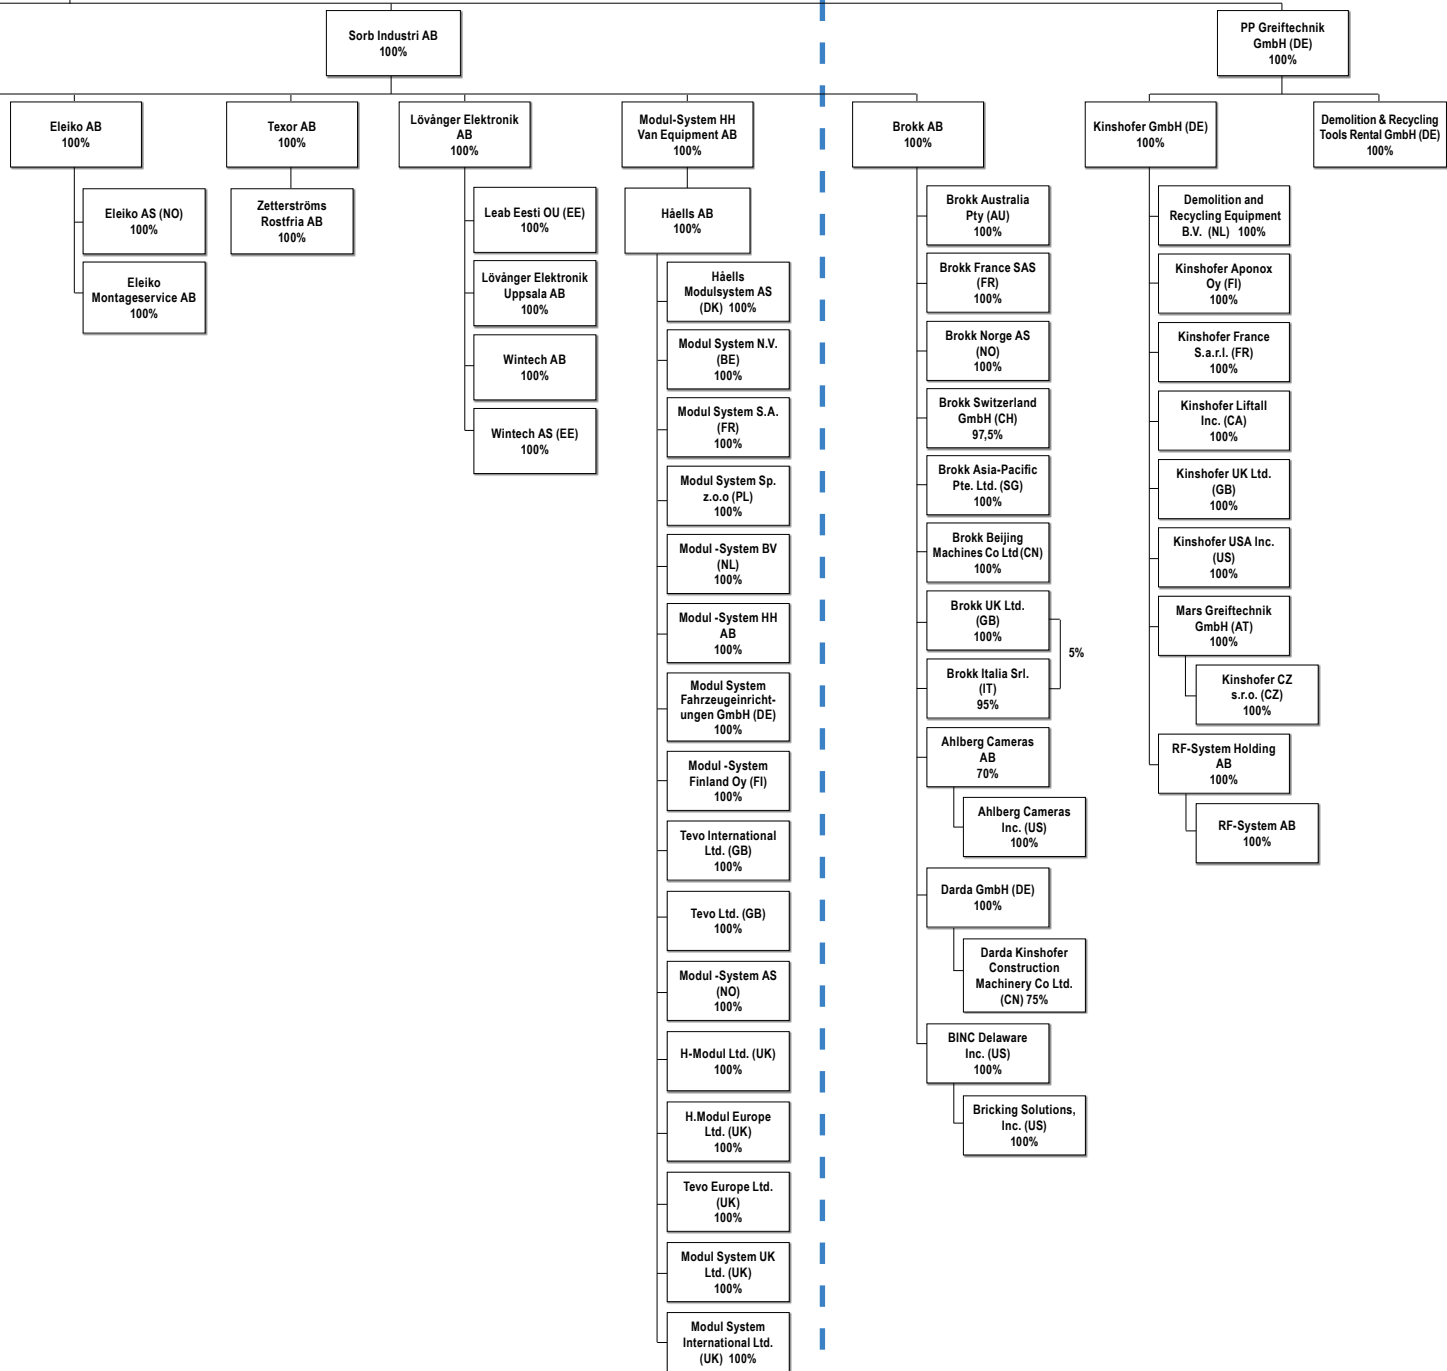 Sorb Industri AB
100%
PP Greiftechnik
GmbH (DE)
100%
Eleiko AB
100%
Texor AB
100%
Lövånger Elektronik
AB
100%
Modul-System HH
Van Equipment AB
100%
Brokk AB
100%
Kinshofer GmbH (DE)
100%
Demolition & Recycling
Tools Rental GmbH (DE)
100%
Eleiko AS (NO)
100%
Eleiko
Montageservice AB
100%
Zetterströms
Rostfria AB
100%
Leab Eesti OU (EE)
100%
Lövånger Elektronik
Uppsala AB
100%
Wintech AB
100%
Wintech AS (EE)
100%
Håells AB
100%
Håells
Modulsystem AS
(DK) 100%
Modul System N.V.
(BE)
100%
Modul System S.A.
(FR)
100%
Modul System Sp.
z.o.o (PL)
100%
Modul -System BV
(NL)
100%
Modul -System HH
AB
100%
Modul System
Fahrzeugeinricht-
ungen GmbH (DE)
100%
Modul -System
Finland Oy (FI)
100%
Tevo International
Ltd. (GB)
100%
Tevo Ltd. (GB)
100%
Modul -System AS
(NO)
100%
H-Modul Ltd. (UK)
100%
H.Modul Europe
Ltd. (UK)
100%
Tevo Europe Ltd.
(UK)
100%
Modul System UK
Ltd. (UK)
100%
Modul System
International Ltd.
(UK) 100%
Brokk Australia
Pty (AU)
100%
Brokk France SAS
(FR)
100%
Brokk Norge AS
(NO)
100%
Brokk Switzerland
GmbH (CH)
97,5%
Brokk Asia-Pacific
Pte. Ltd. (SG)
100%
Brokk Beijing
Machines Co Ltd (CN)
100%
Brokk UK Ltd.
(GB)
100%
5%
Brokk Italia Srl.
(IT)
95%
Ahlberg Cameras
AB
70%
Ahlberg Cameras
Inc. (US)
100%
Darda GmbH (DE)
100%
Darda Kinshofer
Construction
Machinery Co Ltd.
(CN) 75%
BINC Delaware
Inc. (US)
100%
Bricking Solutions,
Inc. (US)
100%
Demolition and
Recycling Equipment
B.V. (NL) 100%
Kinshofer Aponox
Oy (FI)
100%
Kinshofer France
S.a.r.l. (FR)
100%
Kinshofer Liftall
Inc. (CA)
100%
Kinshofer UK Ltd.
(GB)
100%
Kinshofer USA Inc.
(US)
100%
Mars Greiftechnik
GmbH (AT)
100%
Kinshofer CZ
s.r.o. (CZ)
100%
RF-System Holding
AB
100%
RF-System AB
100%